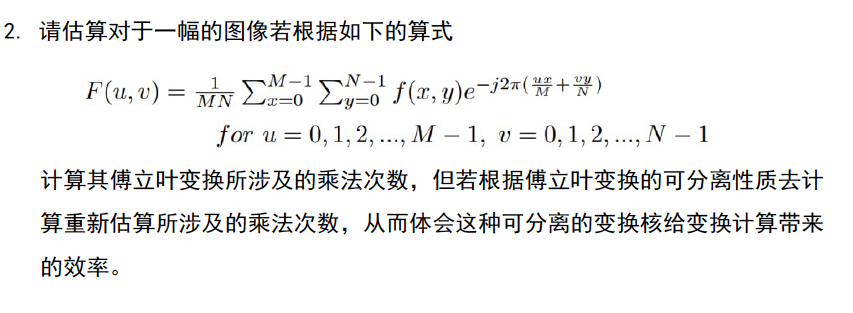 2. 请估算对于一幅的图像若根据如下的算式
F(u, v) = \frac{1}{MN} \sum_{x=0}^{M-1} \sum_{y=0}^{N-1} f(x, y)e^{-j2π(\frac{ux}{M}+\frac{vy}{N})}
for u = 0, 1, 2, ..., M − 1, v = 0, 1, 2, ..., N − 1
计算其傅立叶变换所涉及的乘法次数，但若根据傅立叶变换的可分离性质去计
算重新估算所涉及的乘法次数，从而体会这种可分离的变换核给变换计算带来
的效率。